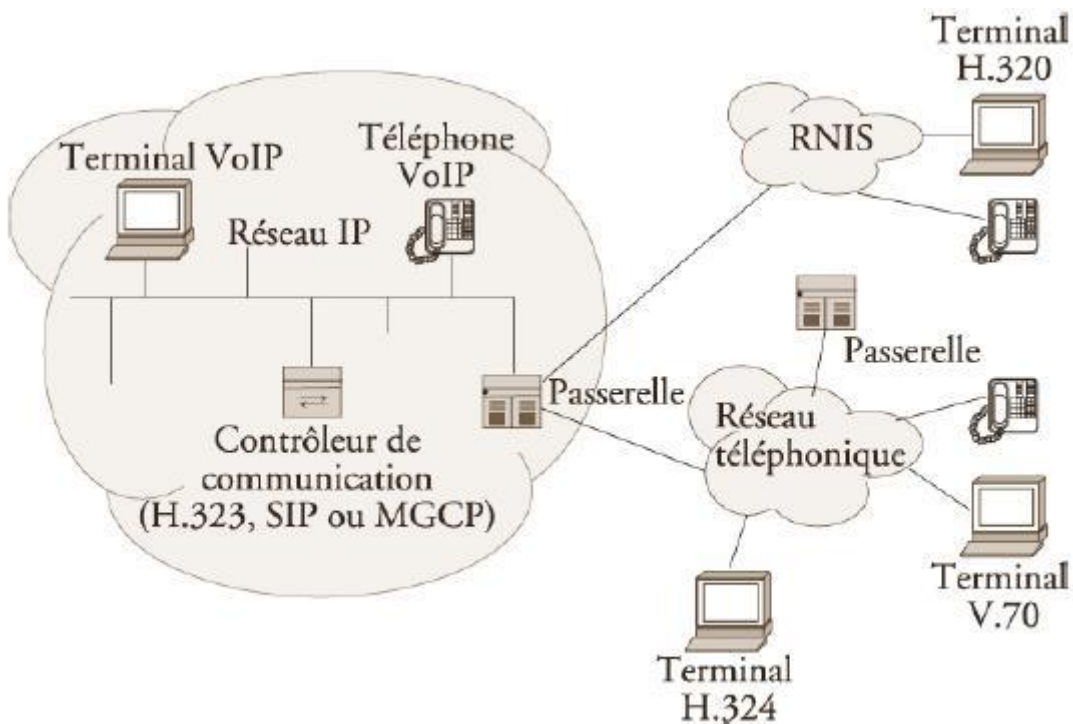 Terminal
H.320
RNIS
Téléphone
VoIP
Terminal VoIP
Réseau IP
Passerelle
Passerelle
Réseau
téléphonique
Contrôleur de
communication
(H.323, SIP ou MGCP)
Terminal
V.70
Terminal
H.324